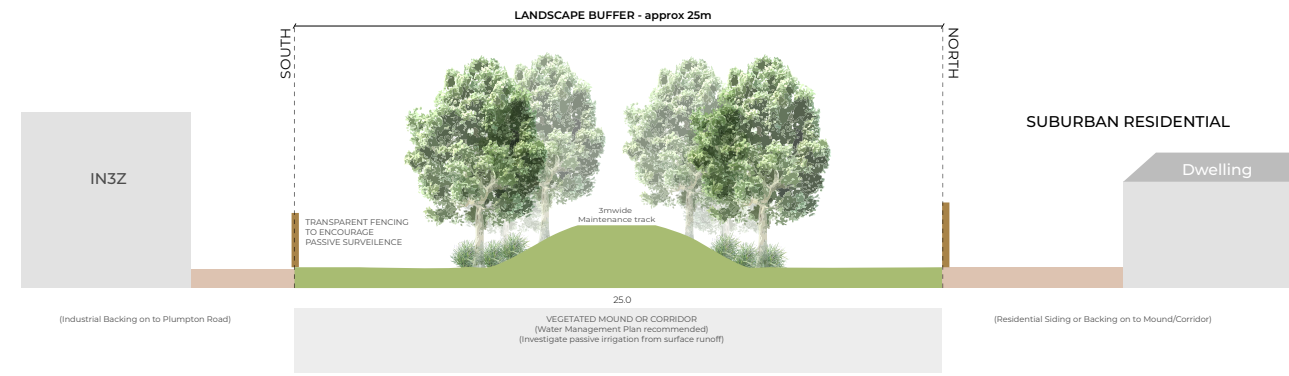 LANDSCAPE BUFFER - approx 25m
SOUTH
NORTH
SUBURBAN RESIDENTIAL
Dwelling
IN3Z
3mwide
Maintenance track
TRANSPARENT FENCING
TO ENCOURAGE
PASSIVE SURVEILENCE
25.0
(Industrial Backing on to Plumpton Road)
VEGETATED MOUND OR CORRIDOR
(Water Management Plan recommended)
(Investigate passive irrigation from surface runoff)
(Residential Siding or Backing on to Mound/Corridor)